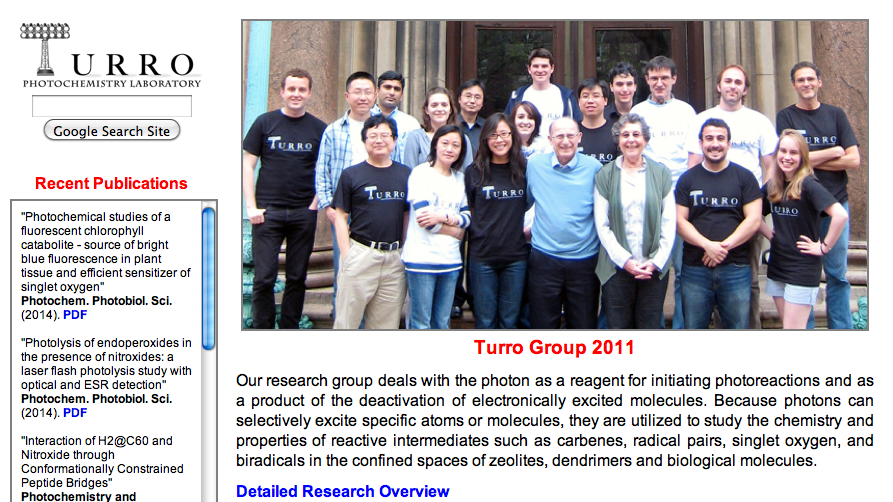 TURRO
PHOTOCHEMISTRY LABORATORY
Google Search Site
Recent Publications
"Photochemical studies of a
fluorescent chlorophyll
catabolite - source of bright
blue fluorescence in plant
tissue and efficient sensitizer of
singlet oxygen"
Photochem. Photobiol. Sci.
(2014). PDF
"Photolysis of endoperoxides in
the presence of nitroxides: a
laser flash photolysis study with
optical and ESR detection"
Photochem. Photobiol. Sci.
(2014). PDF
"Interaction of H2@C60 and
Nitroxide through
Conformationally Constrained
Peptide Bridges"
Photochemistry and
TURRO
TURRO
TURRO
TURRO
TURRO
TURRO
TURRO
Turro Group 2011
Our research group deals with the photon as a reagent for initiating photoreactions and as
a product of the deactivation of electronically excited molecules. Because photons can
selectively excite specific atoms or molecules, they are utilized to study the chemistry and
properties of reactive intermediates such as carbenes, radical pairs, singlet oxygen, and
biradicals in the confined spaces of zeolites, dendrimers and biological molecules.
Detailed Research Overview